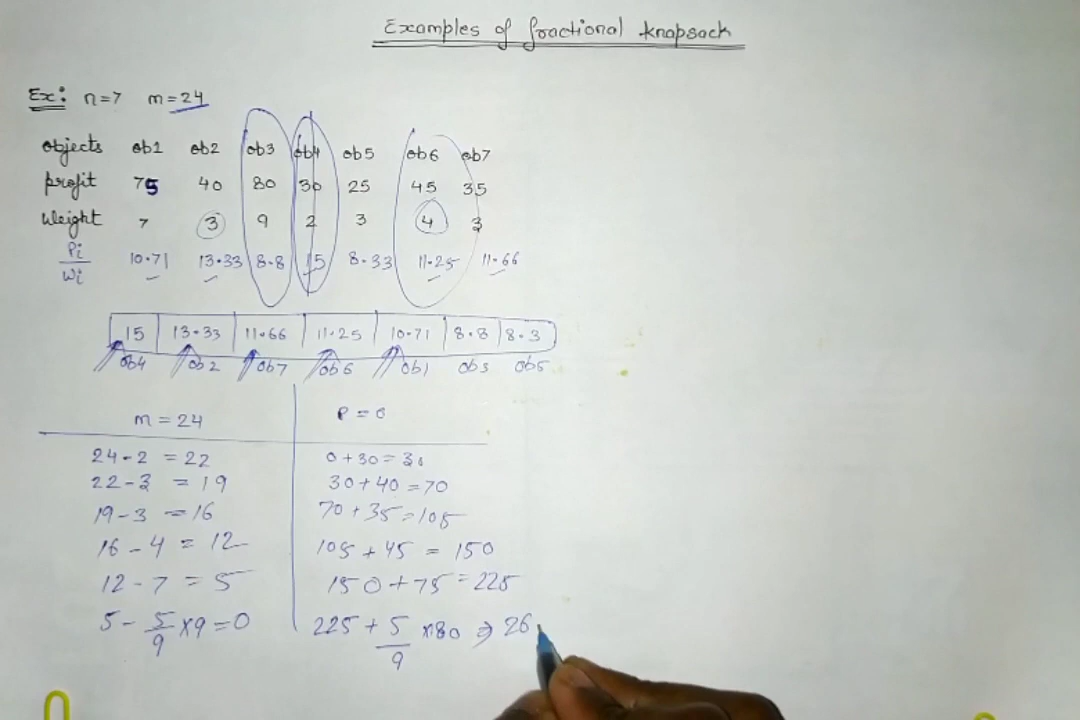 Examples of fractional knapsack
Ex: n=7 m=24
objects ob1 ob2 ob3 ob4 ob5 ob6 ob7
profit 75 40 80 30 25 45 35
Weight 7 3 9 2 3 4 3
Pi/Wi 10.71 13.33 8.8 15 8.33 11.25 11.66
15 13.33 11.66 11.25 10.71 8.8 8.3
ob4 ob2 ob7 ob6 ob1 ob3 ob5
m = 24 P = 0
24-2 = 22 0+30=30
22-3 = 19 30+40=70
19-3 = 16 70+35=105
16-4 = 12 105+45 = 150
12-7 = 5 150+75=225
5-5/9×9=0 225+5/9×80 ⇒ 26